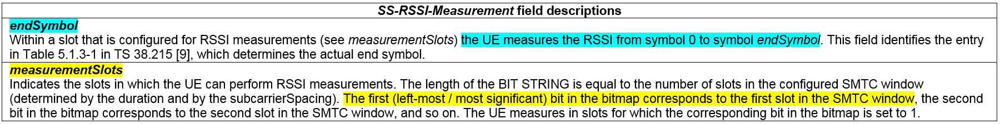 SS-RSSI-Measurement field descriptions
endSymbol
Within a slot that is configured for RSSI measurements (see measurementSlots) the UE measures the RSSI from symbol 0 to symbol endSymbol. This field identifies the entry
in Table 5.1.3-1 in TS 38.215 [9], which determines the actual end symbol.
measurementSlots
Indicates the slots in which the UE can perform RSSI measurements. The length of the BIT STRING is equal to the number of slots in the configured SMTC window
(determined by the duration and by the subcarrierSpacing). The first (left-most / most significant) bit in the bitmap corresponds to the first slot in the SMTC window, the second
bit in the bitmap corresponds to the second slot in the SMTC window, and so on. The UE measures in slots for which the corresponding bit in the bitmap is set to 1.